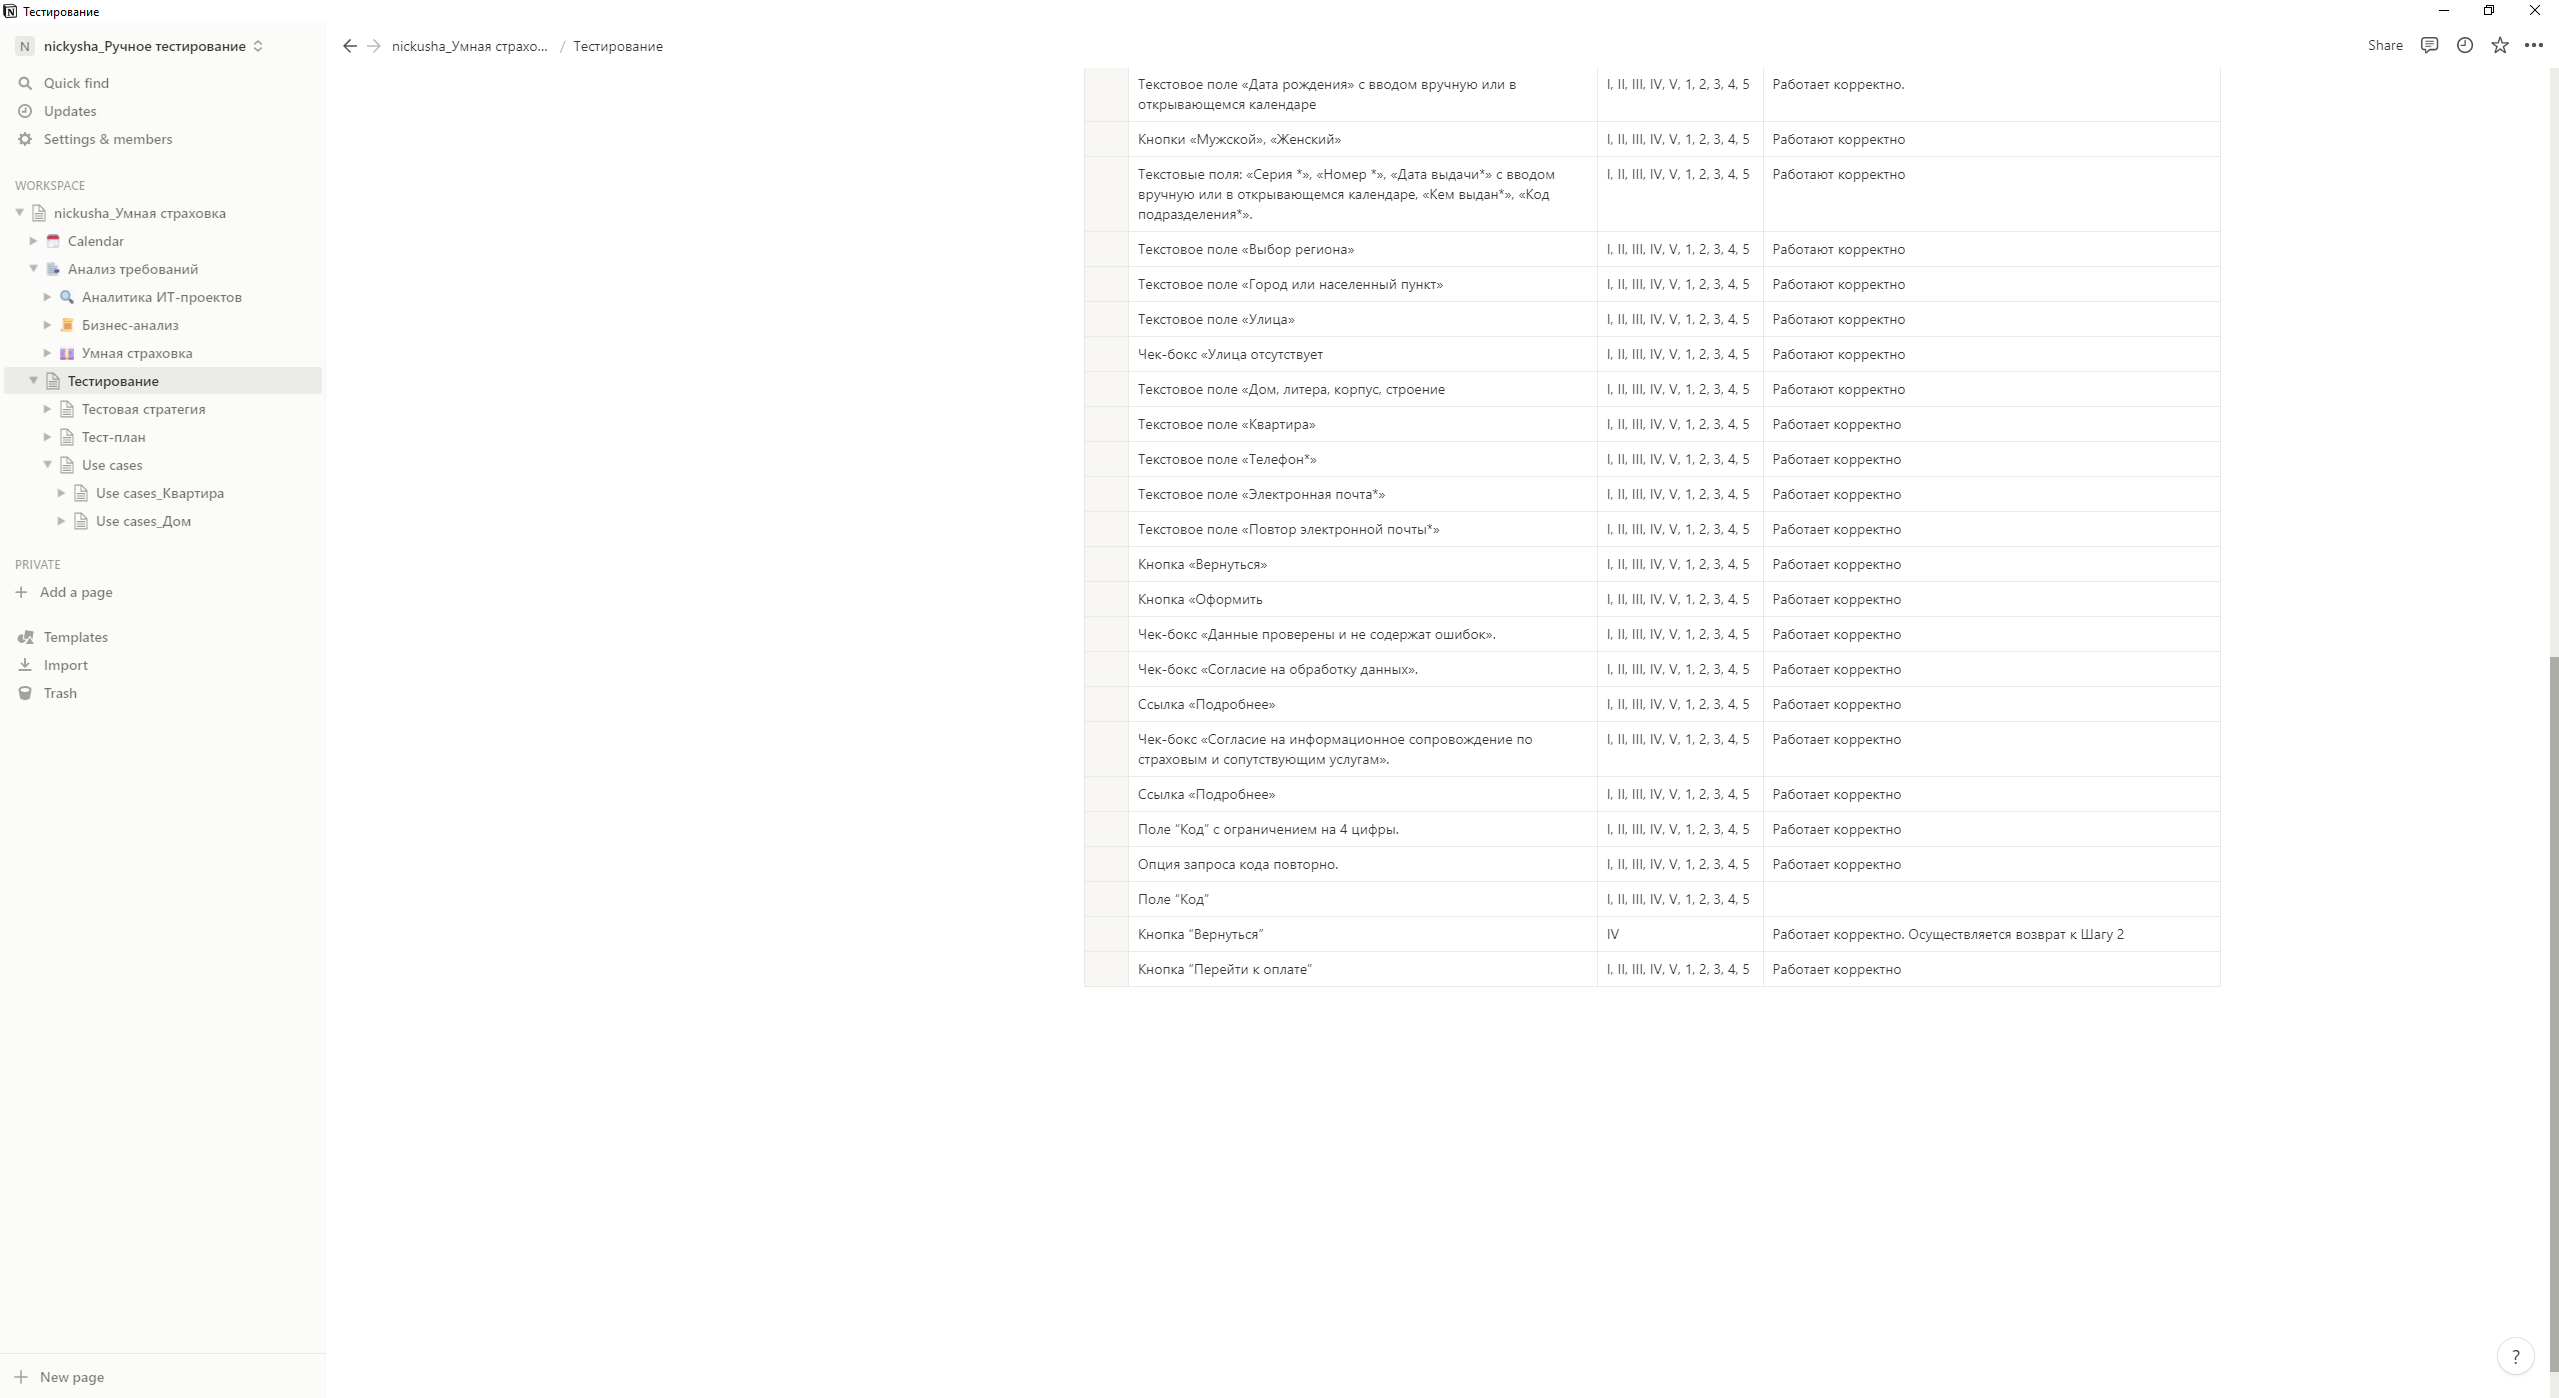 Тестирование
N nickysha_Ручное тестирование
Quick find
Updates
Settings & members
WORKSPACE
nickusha_Умная страховка
Calendar
Анализ требований
Аналитика ИТ-проектов
Бизнес-анализ
Умная страховка
Тестирование
Тестовая стратегия
Тест-план
Use cases
Use cases_Квартира
Use cases_Дом
PRIVATE
Add a page
Templates
Import
Trash
New page
nickusha_Умная страхо... / Тестирование
Share
Текстовое поле «Дата рождения» с вводом вручную или в
открывающемся календаре
I, II, III, IV, V, 1, 2, 3, 4, 5
Работает корректно.
Кнопки «Мужской», «Женский» I, II, III, IV, V, 1, 2, 3, 4, 5 Работают корректно
Текстовые поля: «Серия *», «Номер *», «Дата выдачи*» с вводом
вручную или в открывающемся календаре, «Кем выдан*», «Код
подразделения*».
I, II, III, IV, V, 1, 2, 3, 4, 5
Работают корректно
Текстовое поле «Выбор региона» I, II, III, IV, V, 1, 2, 3, 4, 5 Работают корректно
Текстовое поле «Город или населенный пункт» I, II, III, IV, V, 1, 2, 3, 4, 5 Работают корректно
Текстовое поле «Улица» I, II, III, IV, V, 1, 2, 3, 4, 5 Работают корректно
Чек-бокс «Улица отсутствует I, II, III, IV, V, 1, 2, 3, 4, 5 Работают корректно
Текстовое поле «Дом, литера, корпус, строение I, II, III, IV, V, 1, 2, 3, 4, 5 Работают корректно
Текстовое поле «Квартира» I, II, III, IV, V, 1, 2, 3, 4, 5 Работает корректно
Текстовое поле «Телефон*» I, II, III, IV, V, 1, 2, 3, 4, 5 Работает корректно
Текстовое поле «Электронная почта*» I, II, III, IV, V, 1, 2, 3, 4, 5 Работает корректно
Текстовое поле «Повтор электронной почты*» I, II, III, IV, V, 1, 2, 3, 4, 5 Работает корректно
Кнопка «Вернуться» I, II, III, IV, V, 1, 2, 3, 4, 5 Работает корректно
Кнопка «Оформить I, II, III, IV, V, 1, 2, 3, 4, 5 Работает корректно
Чек-бокс «Данные проверены и не содержат ошибок». I, II, III, IV, V, 1, 2, 3, 4, 5 Работает корректно
Чек-бокс «Согласие на обработку данных». I, II, III, IV, V, 1, 2, 3, 4, 5 Работает корректно
Ссылка «Подробнее» I, II, III, IV, V, 1, 2, 3, 4, 5 Работает корректно
Чек-бокс «Согласие на информационное сопровождение по
страховым и сопутствующим услугам».
I, II, III, IV, V, 1, 2, 3, 4, 5
Работает корректно
Ссылка «Подробнее» I, II, III, IV, V, 1, 2, 3, 4, 5 Работает корректно
Поле “Код” с ограничением на 4 цифры. I, II, III, IV, V, 1, 2, 3, 4, 5 Работает корректно
Опция запроса кода повторно. I, II, III, IV, V, 1, 2, 3, 4, 5 Работает корректно
Поле “Код” I, II, III, IV, V, 1, 2, 3, 4, 5
Кнопка “Вернуться” IV Работает корректно. Осуществляется возврат к Шагу 2
Кнопка “Перейти к оплате” I, II, III, IV, V, 1, 2, 3, 4, 5 Работает корректно
?